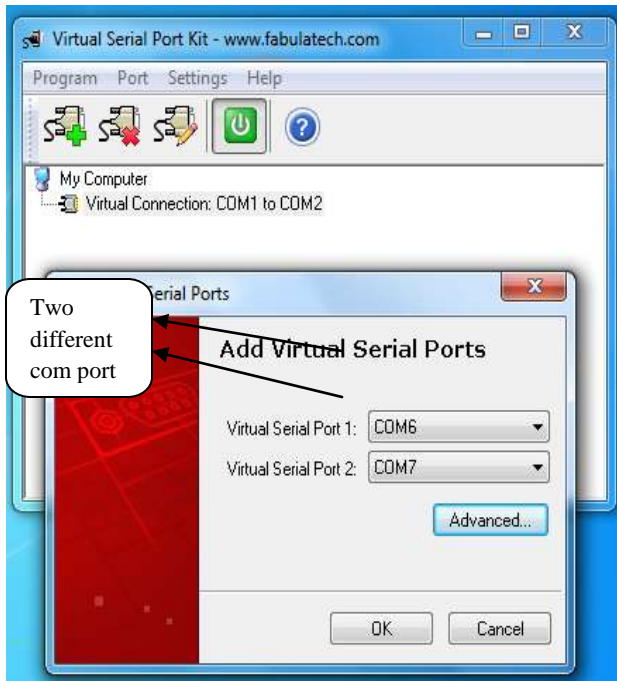 Virtual Serial Port Kit - www.fabulatech.com
Program Port Settings Help
My Computer
Virtual Connection: COM1 to COM2
Serial Ports
Two
different
com port
Add Virtual Serial Ports
Virtual Serial Port 1: COM6
Virtual Serial Port 2: COM7
Advanced...
OK Cancel